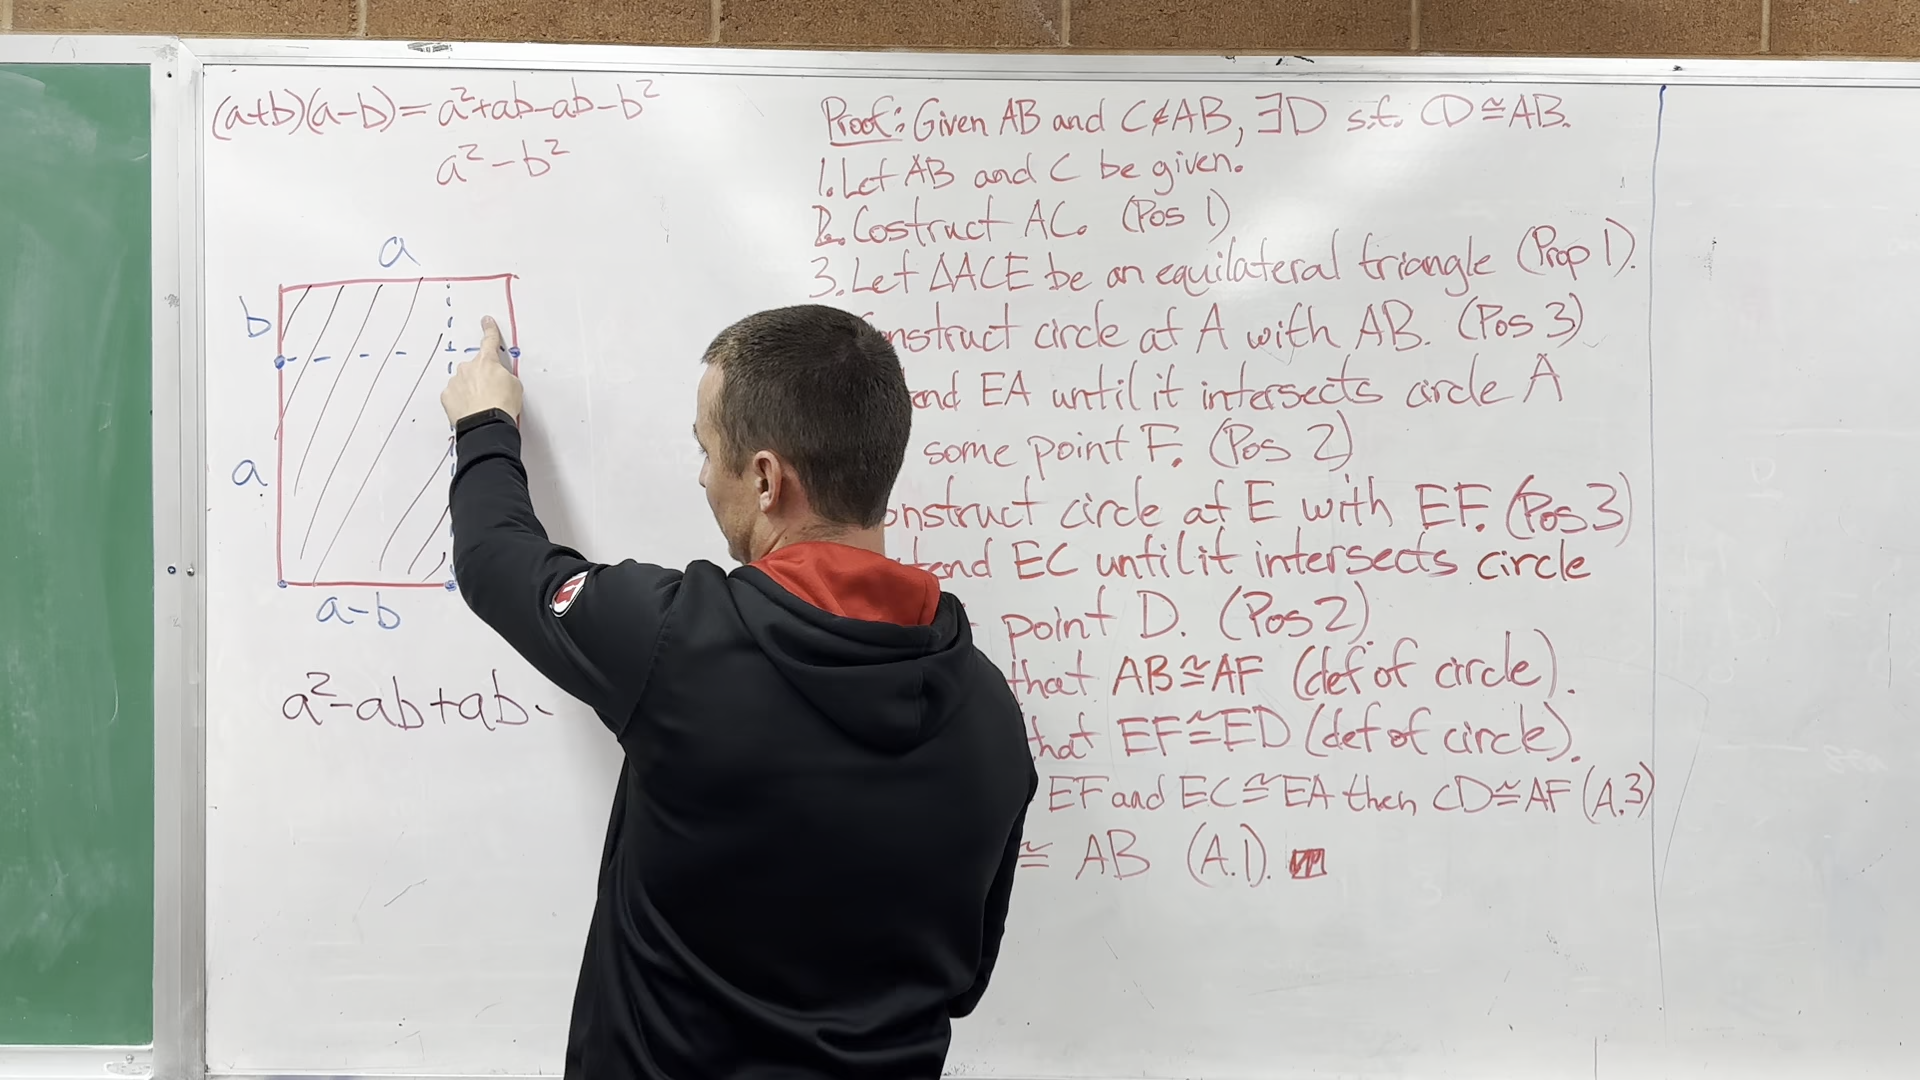 (a+b)(a-b)= a²+ab-ab-b²
a²-b²
a
b
a
a-b
a²-ab+ab-
Proof: Given AB and C∉AB, ∃D s.t. CD≅AB.
1. Let AB and C be given.
2. Costruct AC. (Pos 1)
3. Let ΔACE be an equilateral triangle (Prop 1).
onstruct circle at A with AB. (Pos 3)
end EA until it intersects circle A
some point F. (Pos 2)
onstruct circle at E with EF. (Pos 3)
tend EC until it intersects circle
point D. (Pos 2).
that AB≅AF (def of circle).
that EF≅ED (def of circle).
EF and EC≅EA then CD≅AF (A.3)
≅ AB (A.1).